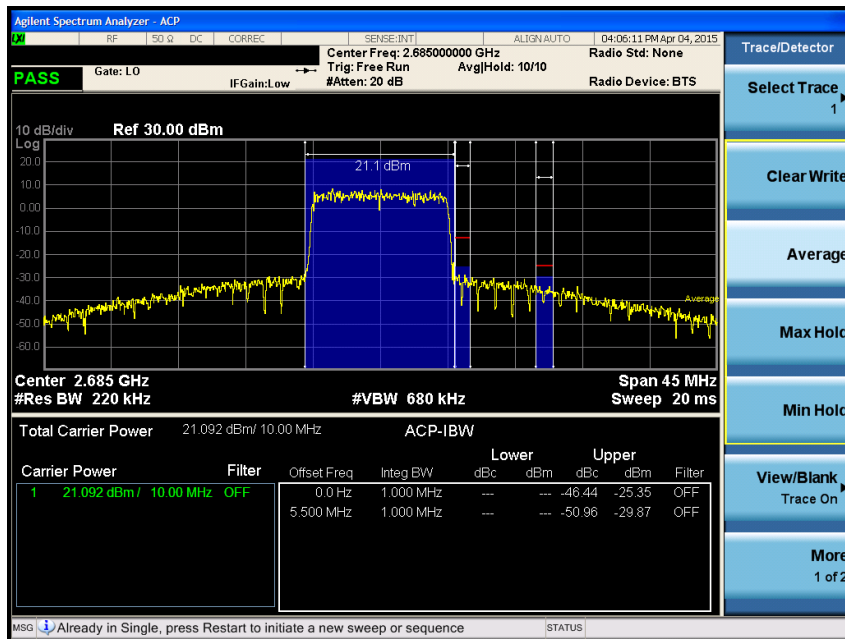 Agilent Spectrum Analyzer - ACP
LXI RF 50 Ω DC CORREC SENSE:INT ALIGN AUTO 04:06:11 PM Apr 04, 2015
Center Freq: 2.685000000 GHz Radio Std: None
Trig: Free Run Avg|Hold: 10/10
PASS Gate: LO IFGain:Low #Atten: 20 dB Radio Device: BTS
10 dB/div Ref 30.00 dBm
Log
20.0
10.0
0.00
-10.0
-20.0
-30.0
-40.0
-50.0
-60.0
21.1 dBm
Average
Center 2.685 GHz Span 45 MHz
#Res BW 220 kHz #VBW 680 kHz Sweep 20 ms
Total Carrier Power 21.092 dBm/ 10.00 MHz ACP-IBW
Lower Upper
Carrier Power Filter Offset Freq Integ BW dBc dBm dBc dBm Filter
1 21.092 dBm / 10.00 MHz OFF 0.0 Hz 1.000 MHz --- --- -46.44 -25.35 OFF
5.500 MHz 1.000 MHz --- --- -50.96 -29.87 OFF
MSG Already in Single, press Restart to initiate a new sweep or sequence STATUS
Trace/Detector
Select Trace
1
Clear Write
Average
Max Hold
Min Hold
View/Blank
Trace On
More
1 of 2